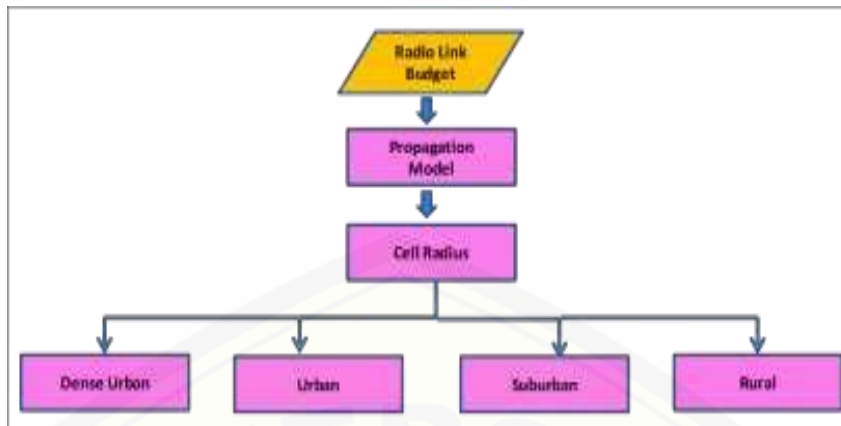 Radio Link
Budget
Propagation
Model
Cell Radius
Dense Urban
Urban
Suburban
Rural